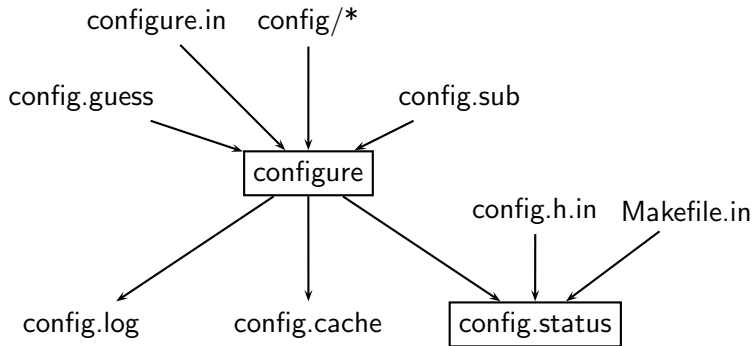 configure.in
config/*
config.guess
config.sub
configure
config.h.in
Makefile.in
config.log
config.cache
config.status